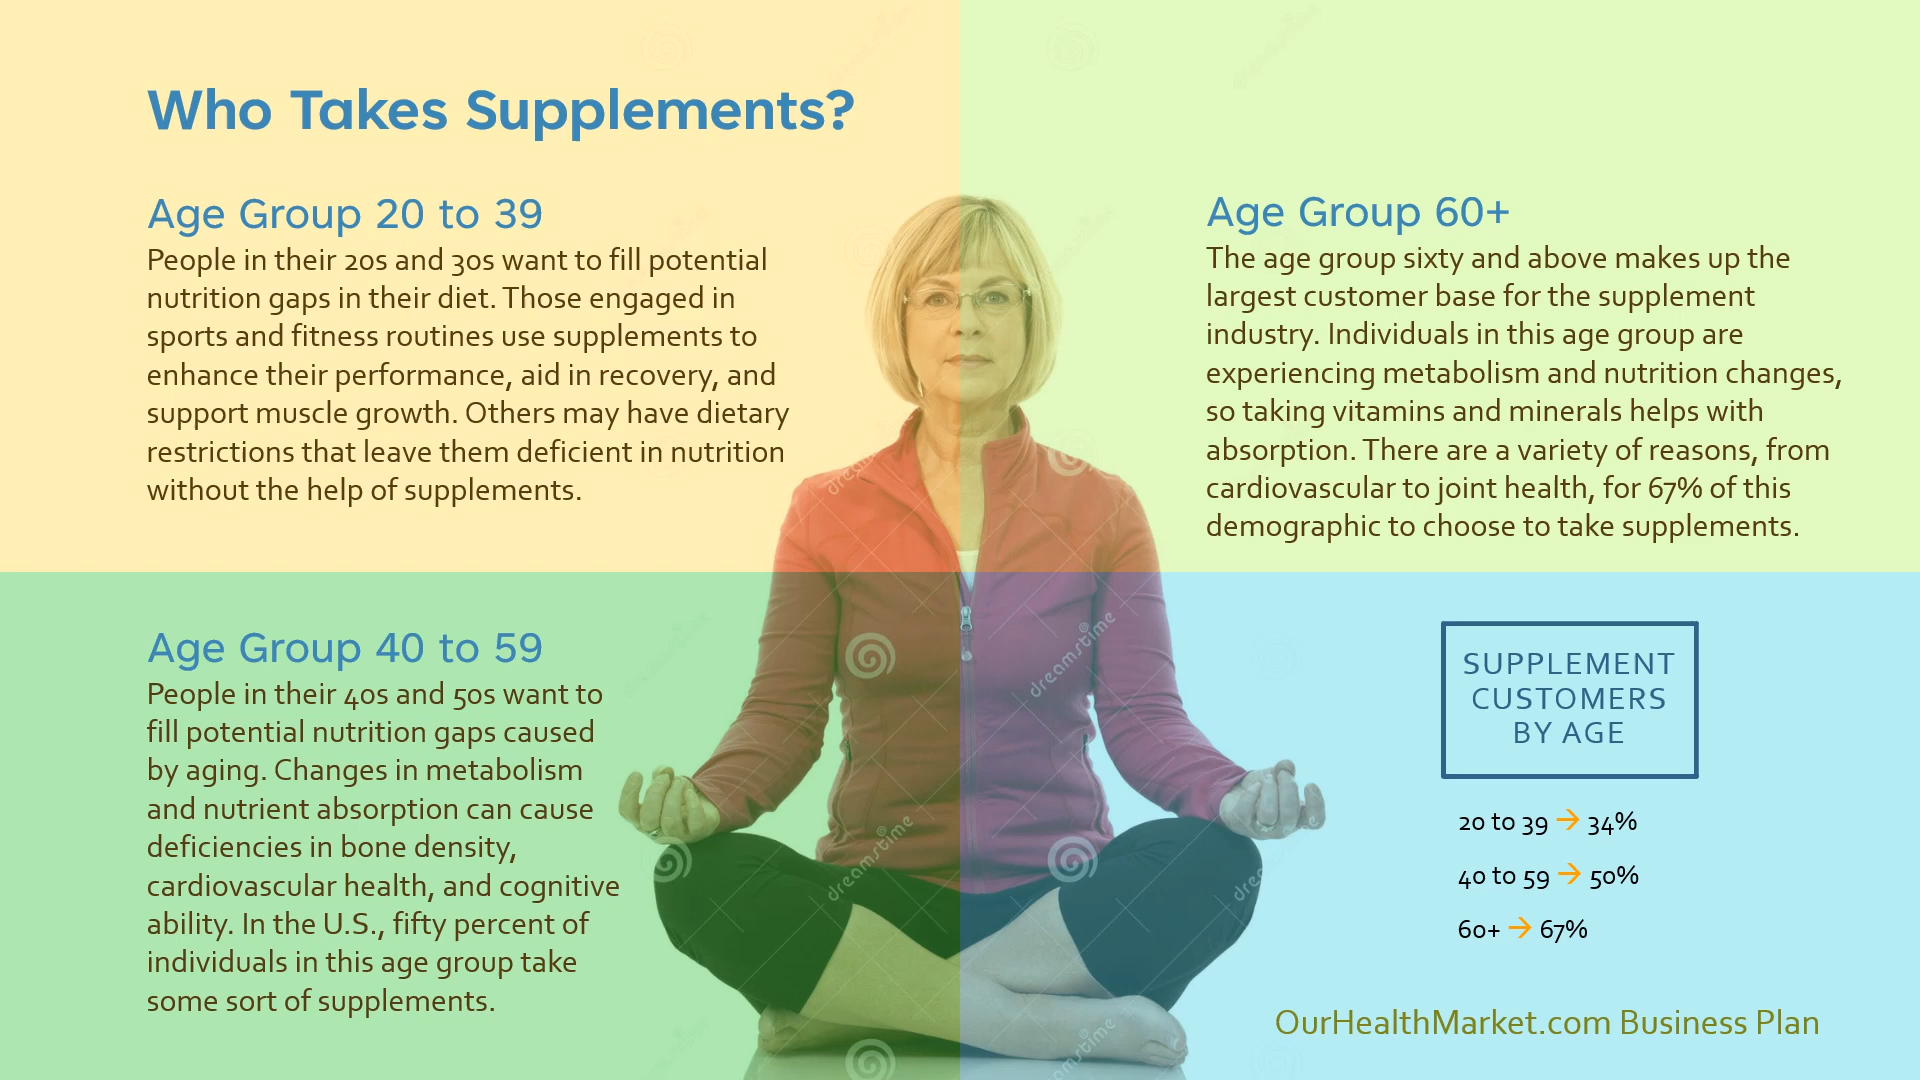 Who Takes Supplements?
Age Group 20 to 39
People in their 20s and 30s want to fill potential
nutrition gaps in their diet. Those engaged in
sports and fitness routines use supplements to
enhance their performance, aid in recovery, and
support muscle growth. Others may have dietary
restrictions that leave them deficient in nutrition
without the help of supplements.
Age Group 40 to 59
People in their 40s and 50s want to
fill potential nutrition gaps caused
by aging. Changes in metabolism
and nutrient absorption can cause
deficiencies in bone density,
cardiovascular health, and cognitive
ability. In the U.S., fifty percent of
individuals in this age group take
some sort of supplements.
Age Group 60+
The age group sixty and above makes up the
largest customer base for the supplement
industry. Individuals in this age group are
experiencing metabolism and nutrition changes,
so taking vitamins and minerals helps with
absorption. There are a variety of reasons, from
cardiovascular to joint health, for 67% of this
demographic to choose to take supplements.
SUPPLEMENT
CUSTOMERS
BY AGE
20 to 39 → 34%
40 to 59 → 50%
60+ → 67%
OurHealthMarket.com Business Plan
dreamstime
dreamstime
dreamstime